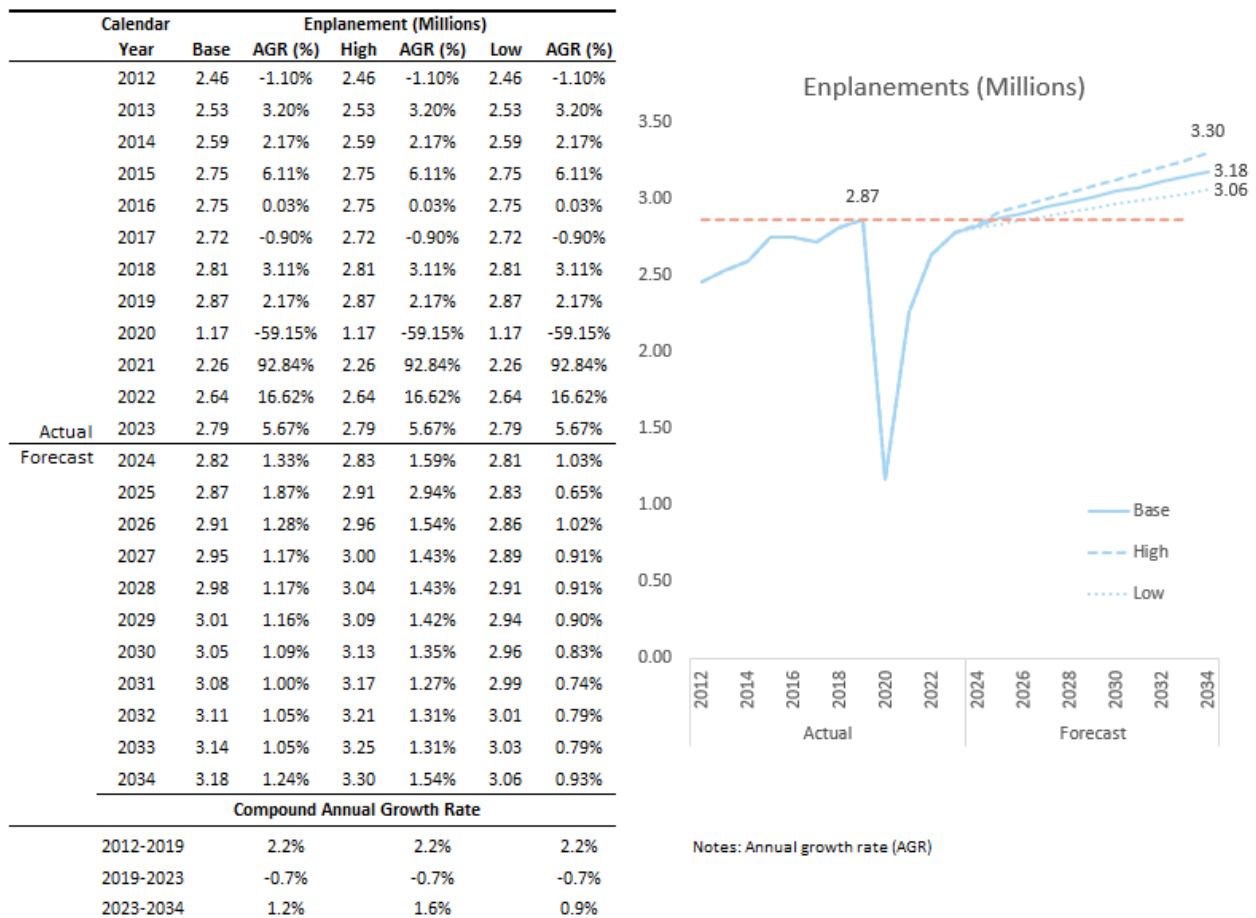 Calendar Enplanement (Millions)
Year Base AGR (%) High AGR (%) Low AGR (%)
2012 2.46 -1.10% 2.46 -1.10% 2.46 -1.10%
2013 2.53 3.20% 2.53 3.20% 2.53 3.20%
2014 2.59 2.17% 2.59 2.17% 2.59 2.17%
2015 2.75 6.11% 2.75 6.11% 2.75 6.11%
2016 2.75 0.03% 2.75 0.03% 2.75 0.03%
2017 2.72 -0.90% 2.72 -0.90% 2.72 -0.90%
2018 2.81 3.11% 2.81 3.11% 2.81 3.11%
2019 2.87 2.17% 2.87 2.17% 2.87 2.17%
2020 1.17 -59.15% 1.17 -59.15% 1.17 -59.15%
2021 2.26 92.84% 2.26 92.84% 2.26 92.84%
2022 2.64 16.62% 2.64 16.62% 2.64 16.62%
Actual 2023 2.79 5.67% 2.79 5.67% 2.79 5.67%
Forecast 2024 2.82 1.33% 2.83 1.59% 2.81 1.03%
2025 2.87 1.87% 2.91 2.94% 2.83 0.65%
2026 2.91 1.28% 2.96 1.54% 2.86 1.02%
2027 2.95 1.17% 3.00 1.43% 2.89 0.91%
2028 2.98 1.17% 3.04 1.43% 2.91 0.91%
2029 3.01 1.16% 3.09 1.42% 2.94 0.90%
2030 3.05 1.09% 3.13 1.35% 2.96 0.83%
2031 3.08 1.00% 3.17 1.27% 2.99 0.74%
2032 3.11 1.05% 3.21 1.31% 3.01 0.79%
2033 3.14 1.05% 3.25 1.31% 3.03 0.79%
2034 3.18 1.24% 3.30 1.54% 3.06 0.93%
Compound Annual Growth Rate
2012-2019 2.2% 2.2% 2.2%
2019-2023 -0.7% -0.7% -0.7%
2023-2034 1.2% 1.6% 0.9%
Enplanements (Millions)
3.50
3.00
2.50
2.00
1.50
1.00
0.50
0.00
2.87
3.30
3.18
3.06
Base
High
Low
2012 2014 2016 2018 2020 2022 2024 2026 2028 2030 2032 2034
Actual Forecast
Notes: Annual growth rate (AGR)